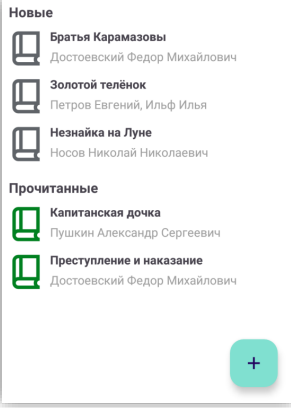 Новые
Братья Карамазовы
Достоевский Федор Михайлович
Золотой телёнок
Петров Евгений, Ильф Илья
Незнайка на Луне
Носов Николай Николаевич
Прочитанные
Капитанская дочка
Пушкин Александр Сергеевич
Преступление и наказание
Достоевский Федор Михайлович
+